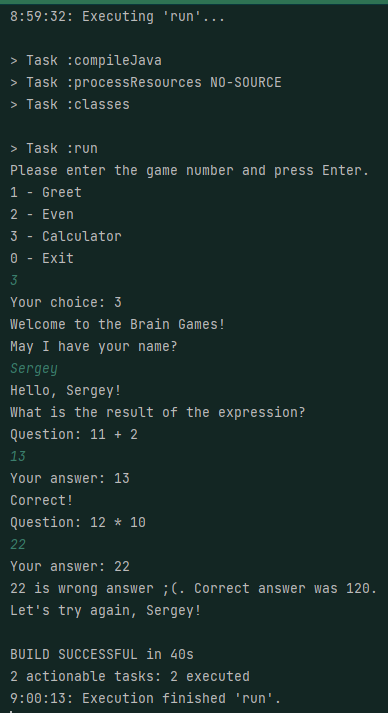 8:59:32: Executing 'run'...
> Task :compileJava
> Task :processResources NO-SOURCE
> Task :classes
> Task :run
Please enter the game number and press Enter.
1 - Greet
2 - Even
3 - Calculator
0 - Exit
3
Your choice: 3
Welcome to the Brain Games!
May I have your name?
Sergey
Hello, Sergey!
What is the result of the expression?
Question: 11 + 2
13
Your answer: 13
Correct!
Question: 12 * 10
22
Your answer: 22
22 is wrong answer ;(. Correct answer was 120.
Let's try again, Sergey!
BUILD SUCCESSFUL in 40s
2 actionable tasks: 2 executed
9:00:13: Execution finished 'run'.